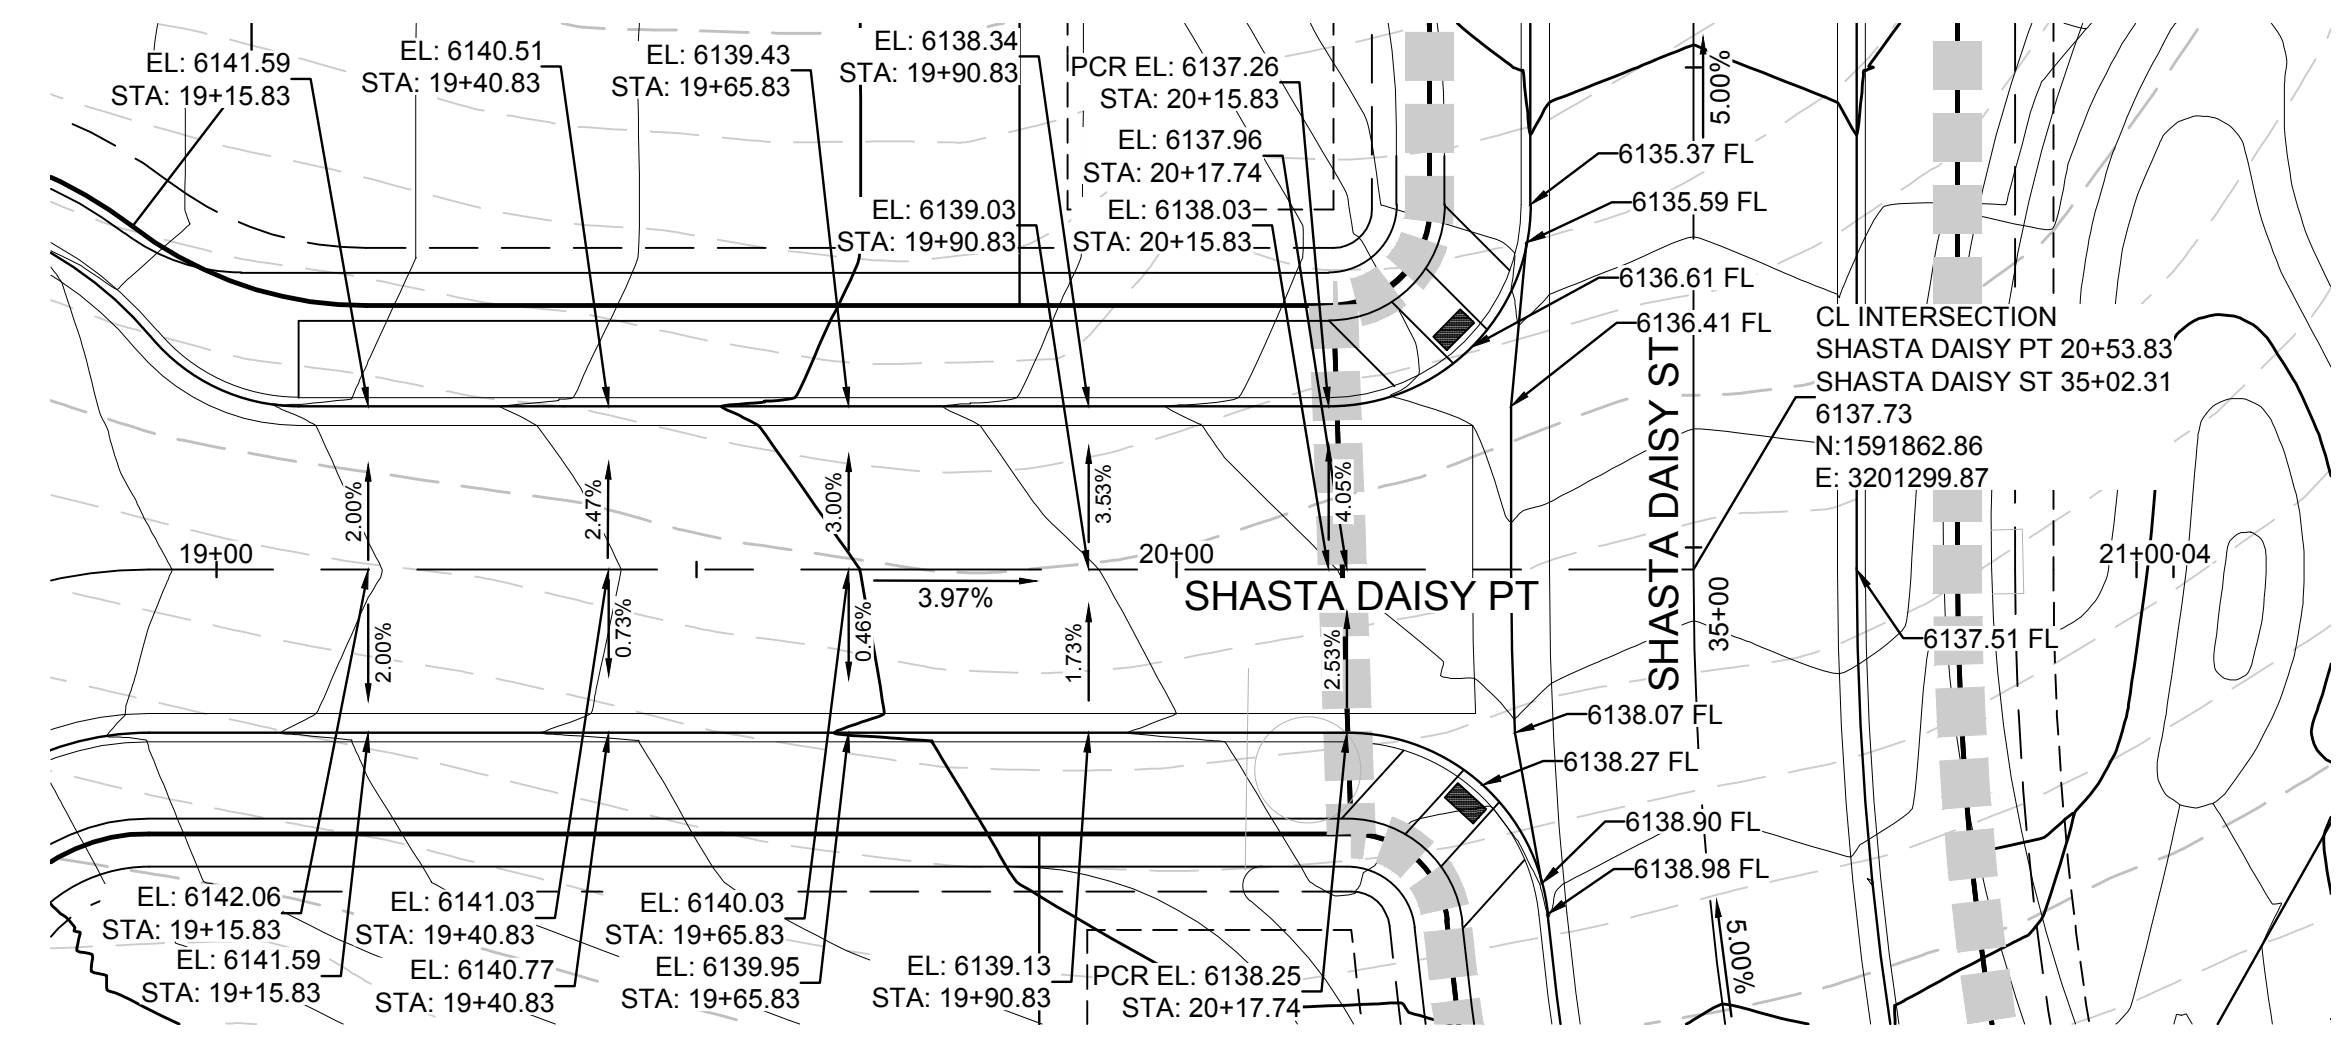 EL: 6141.59
STA: 19+15.83
EL: 6140.51
STA: 19+40.83
EL: 6139.43
STA: 19+65.83
EL: 6138.34
STA: 19+90.83
PCR EL: 6137.26
STA: 20+15.83
EL: 6137.96
STA: 20+17.74
EL: 6139.03
STA: 19+90.83
EL: 6138.03
STA: 20+15.83
5.00%
6135.37 FL
6135.59 FL
6136.61 FL
6136.41 FL
CL INTERSECTION
SHASTA DAISY PT 20+53.83
SHASTA DAISY ST 35+02.31
6137.73
N:1591862.86
E: 3201299.87
SHASTA DAISY ST
2.00%
2.47%
3.00%
3.53%
4.05%
19+00
20+00
21+00.04
3.97%
SHASTA DAISY PT
35+00
2.00%
0.73%
0.46%
1.73%
2.53%
6137.51 FL
6138.07 FL
6138.27 FL
6138.90 FL
6138.98 FL
5.00%
EL: 6142.06
STA: 19+15.83
EL: 6141.59
STA: 19+15.83
EL: 6141.03
STA: 19+40.83
EL: 6140.77
STA: 19+40.83
EL: 6140.03
STA: 19+65.83
EL: 6139.95
STA: 19+65.83
EL: 6139.13
STA: 19+90.83
PCR EL: 6138.25
STA: 20+17.74